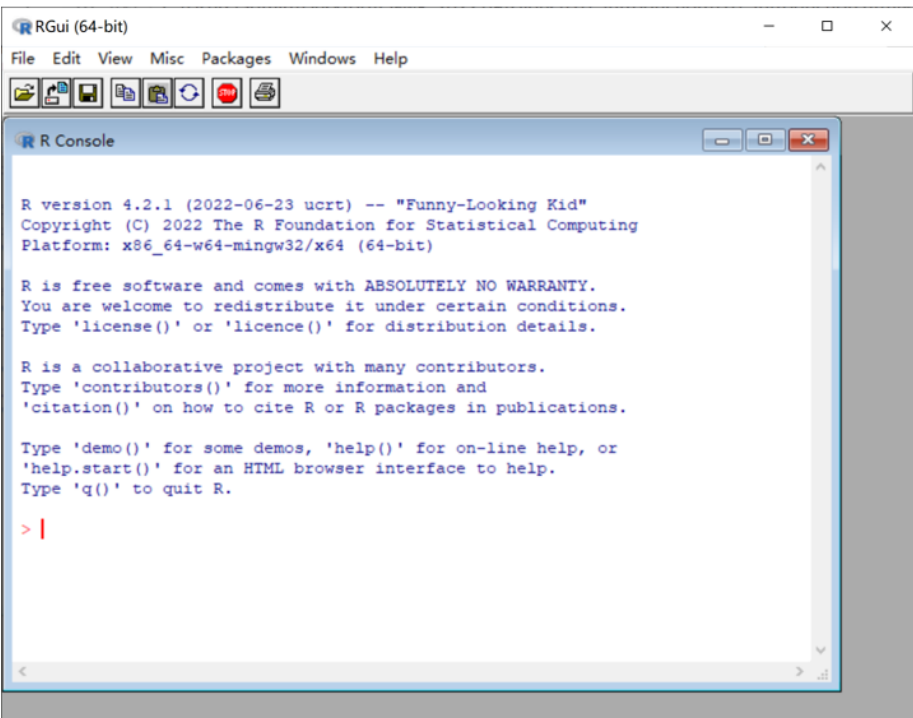 RGui (64-bit)
File Edit View Misc Packages Windows Help
STOP
R Console
R version 4.2.1 (2022-06-23 ucrt) -- "Funny-Looking Kid"
Copyright (C) 2022 The R Foundation for Statistical Computing
Platform: x86_64-w64-mingw32/x64 (64-bit)
R is free software and comes with ABSOLUTELY NO WARRANTY.
You are welcome to redistribute it under certain conditions.
Type 'license()' or 'licence()' for distribution details.
R is a collaborative project with many contributors.
Type 'contributors()' for more information and
'citation()' on how to cite R or R packages in publications.
Type 'demo()' for some demos, 'help()' for on-line help, or
'help.start()' for an HTML browser interface to help.
Type 'q()' to quit R.
>